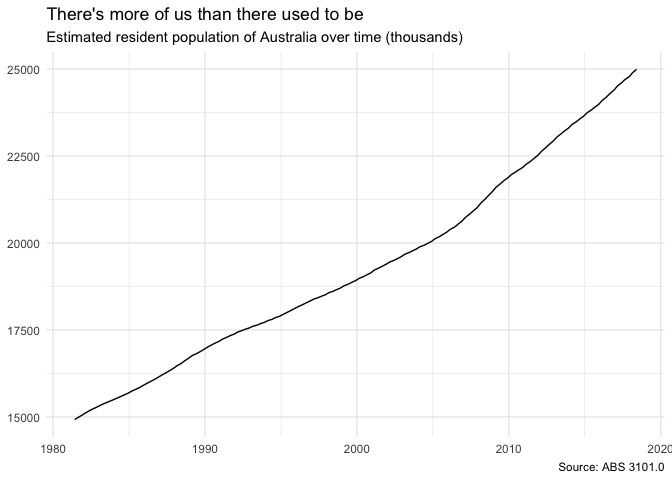 There's more of us than there used to be
Estimated resident population of Australia over time (thousands)
25000
22500
20000
17500
15000
1980 1990 2000 2010 2020
Source: ABS 3101.0